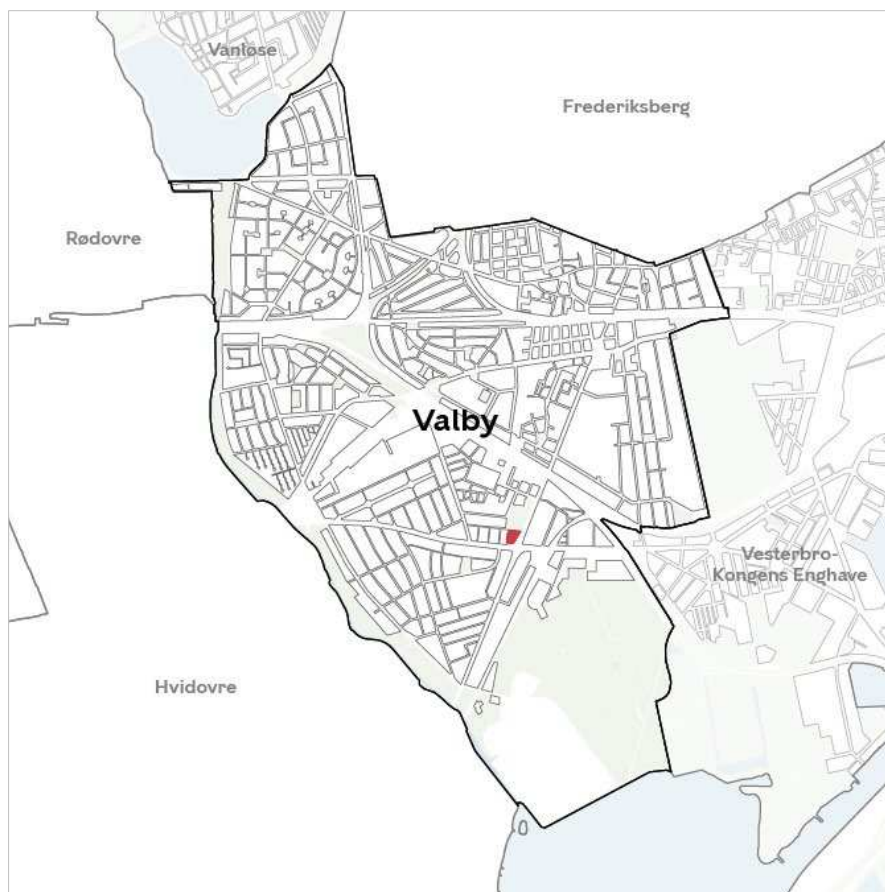 Vanløse
Frederiksberg
Rødovre
Valby
Vesterbro-
Kongens Enghave
Hvidovre